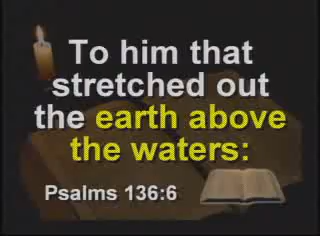 To him that
stretched out
the earth above
the waters:
Psalms 136:6